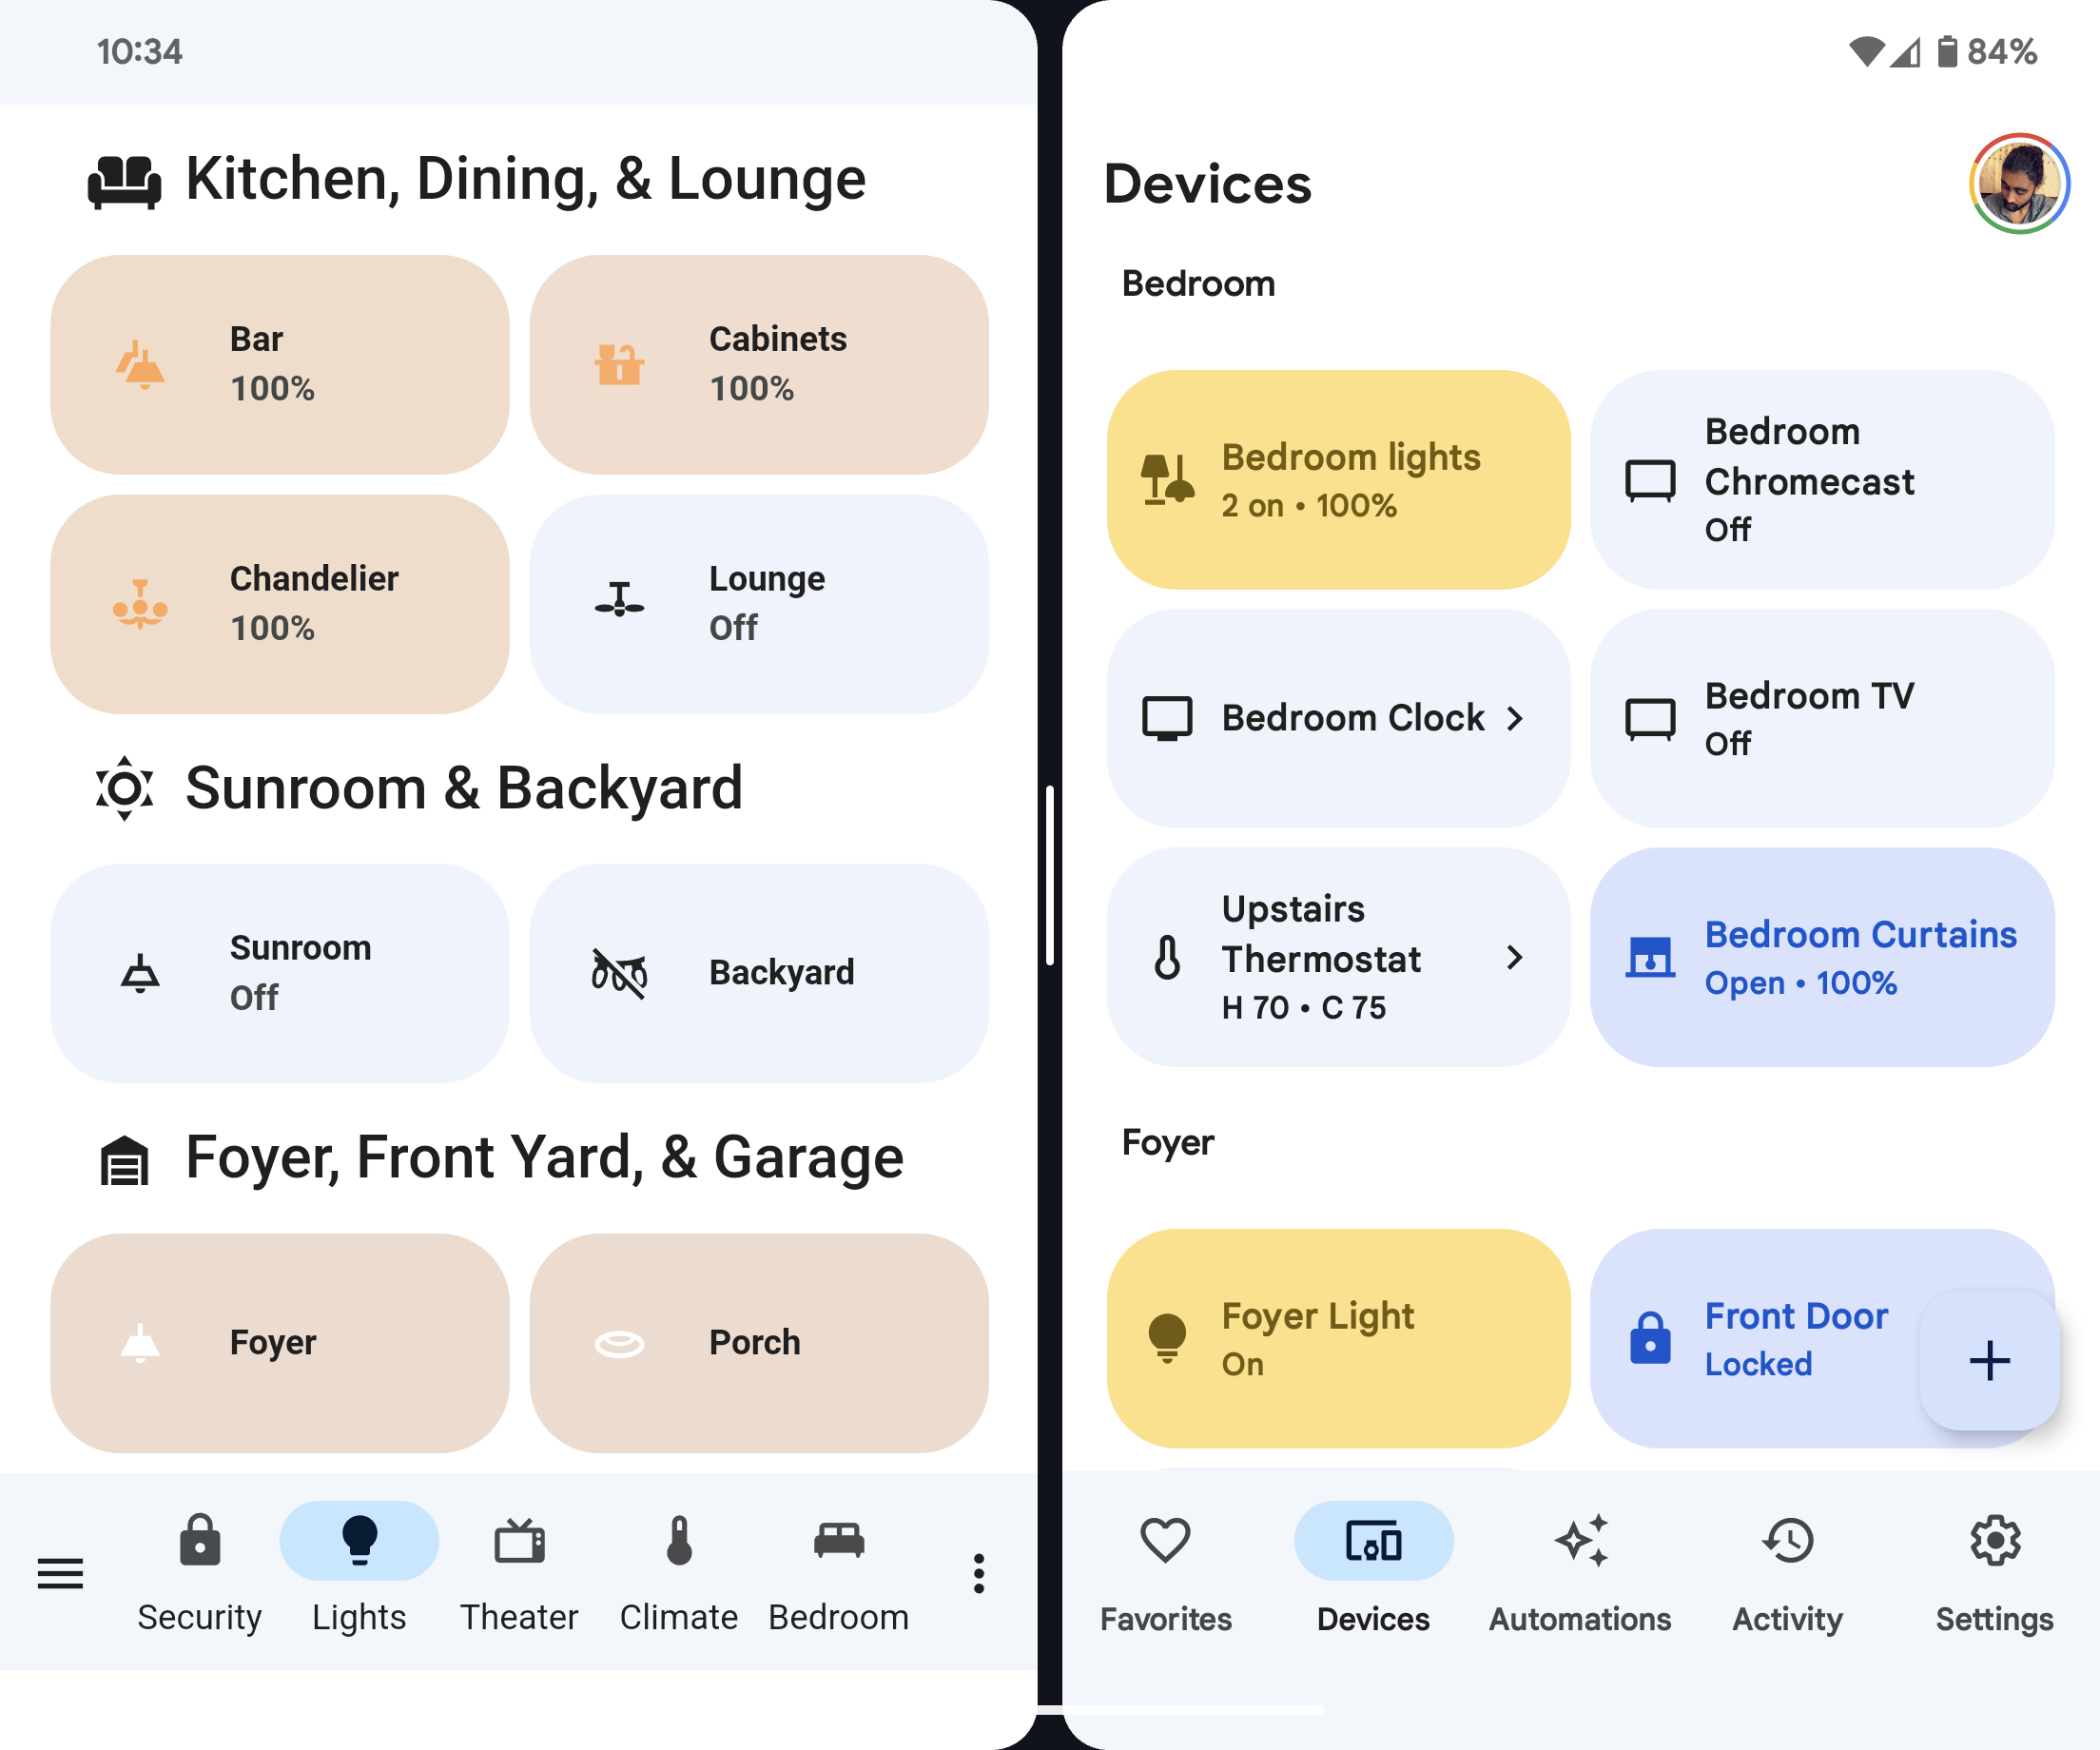 10:34
Kitchen, Dining, & Lounge
Bar
100%
Cabinets
100%
Chandelier
100%
Lounge
Off
Sunroom & Backyard
Sunroom
Off
Backyard
Foyer, Front Yard, & Garage
Foyer
Porch
Security
Lights
Theater
Climate
Bedroom
84%
Devices
Bedroom
Bedroom lights
2 on • 100%
Bedroom
Chromecast
Off
Bedroom Clock
Bedroom TV
Off
Upstairs
Thermostat
H 70 • C 75
Bedroom Curtains
Open • 100%
Foyer
Foyer Light
On
Front Door
Locked
Favorites
Devices
Automations
Activity
Settings